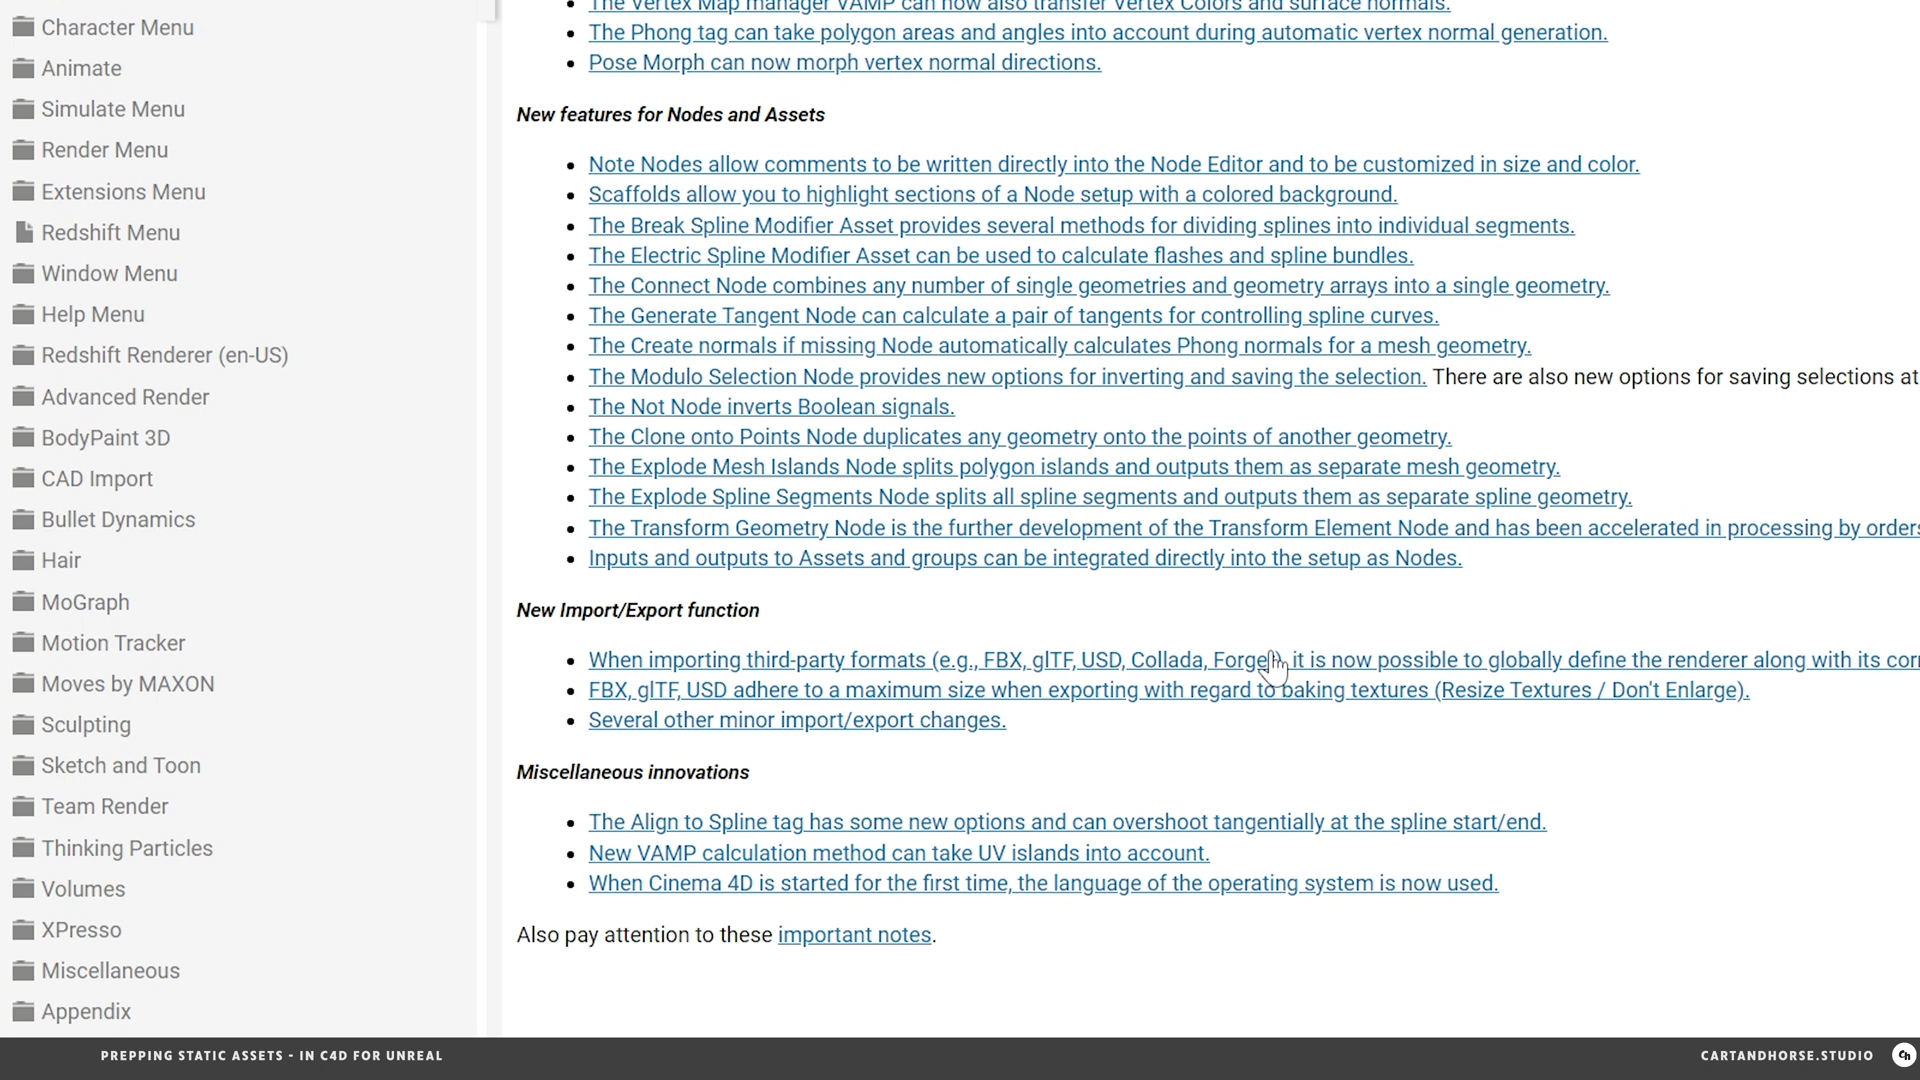 Character Menu
Animate
Simulate Menu
Render Menu
Extensions Menu
Redshift Menu
Window Menu
Help Menu
Redshift Renderer (en-US)
Advanced Render
BodyPaint 3D
CAD Import
Bullet Dynamics
Hair
MoGraph
Motion Tracker
Moves by MAXON
Sculpting
Sketch and Toon
Team Render
Thinking Particles
Volumes
XPresso
Miscellaneous
Appendix
The Vertex Map manager VAMP can now also transfer Vertex Colors and surface normals.
The Phong tag can take polygon areas and angles into account during automatic vertex normal generation.
Pose Morph can now morph vertex normal directions.
New features for Nodes and Assets
Note Nodes allow comments to be written directly into the Node Editor and to be customized in size and color.
Scaffolds allow you to highlight sections of a Node setup with a colored background.
The Break Spline Modifier Asset provides several methods for dividing splines into individual segments.
The Electric Spline Modifier Asset can be used to calculate flashes and spline bundles.
The Connect Node combines any number of single geometries and geometry arrays into a single geometry.
The Generate Tangent Node can calculate a pair of tangents for controlling spline curves.
The Create normals if missing Node automatically calculates Phong normals for a mesh geometry.
The Modulo Selection Node provides new options for inverting and saving the selection. There are also new options for saving selections at
The Not Node inverts Boolean signals.
The Clone onto Points Node duplicates any geometry onto the points of another geometry.
The Explode Mesh Islands Node splits polygon islands and outputs them as separate mesh geometry.
The Explode Spline Segments Node splits all spline segments and outputs them as separate spline geometry.
The Transform Geometry Node is the further development of the Transform Element Node and has been accelerated in processing by orders
Inputs and outputs to Assets and groups can be integrated directly into the setup as Nodes.
New Import/Export function
When importing third-party formats (e.g., FBX, glTF, USD, Collada, Forger), it is now possible to globally define the renderer along with its
FBX, glTF, USD adhere to a maximum size when exporting with regard to baking textures (Resize Textures / Don't Enlarge).
Several other minor import/export changes.
Miscellaneous innovations
The Align to Spline tag has some new options and can overshoot tangentially at the spline start/end.
New VAMP calculation method can take UV islands into account.
When Cinema 4D is started for the first time, the language of the operating system is now used.
Also pay attention to these important notes.
PREPPING STATIC ASSETS - IN C4D FOR UNREAL
CARTANDHORSE.STUDIO